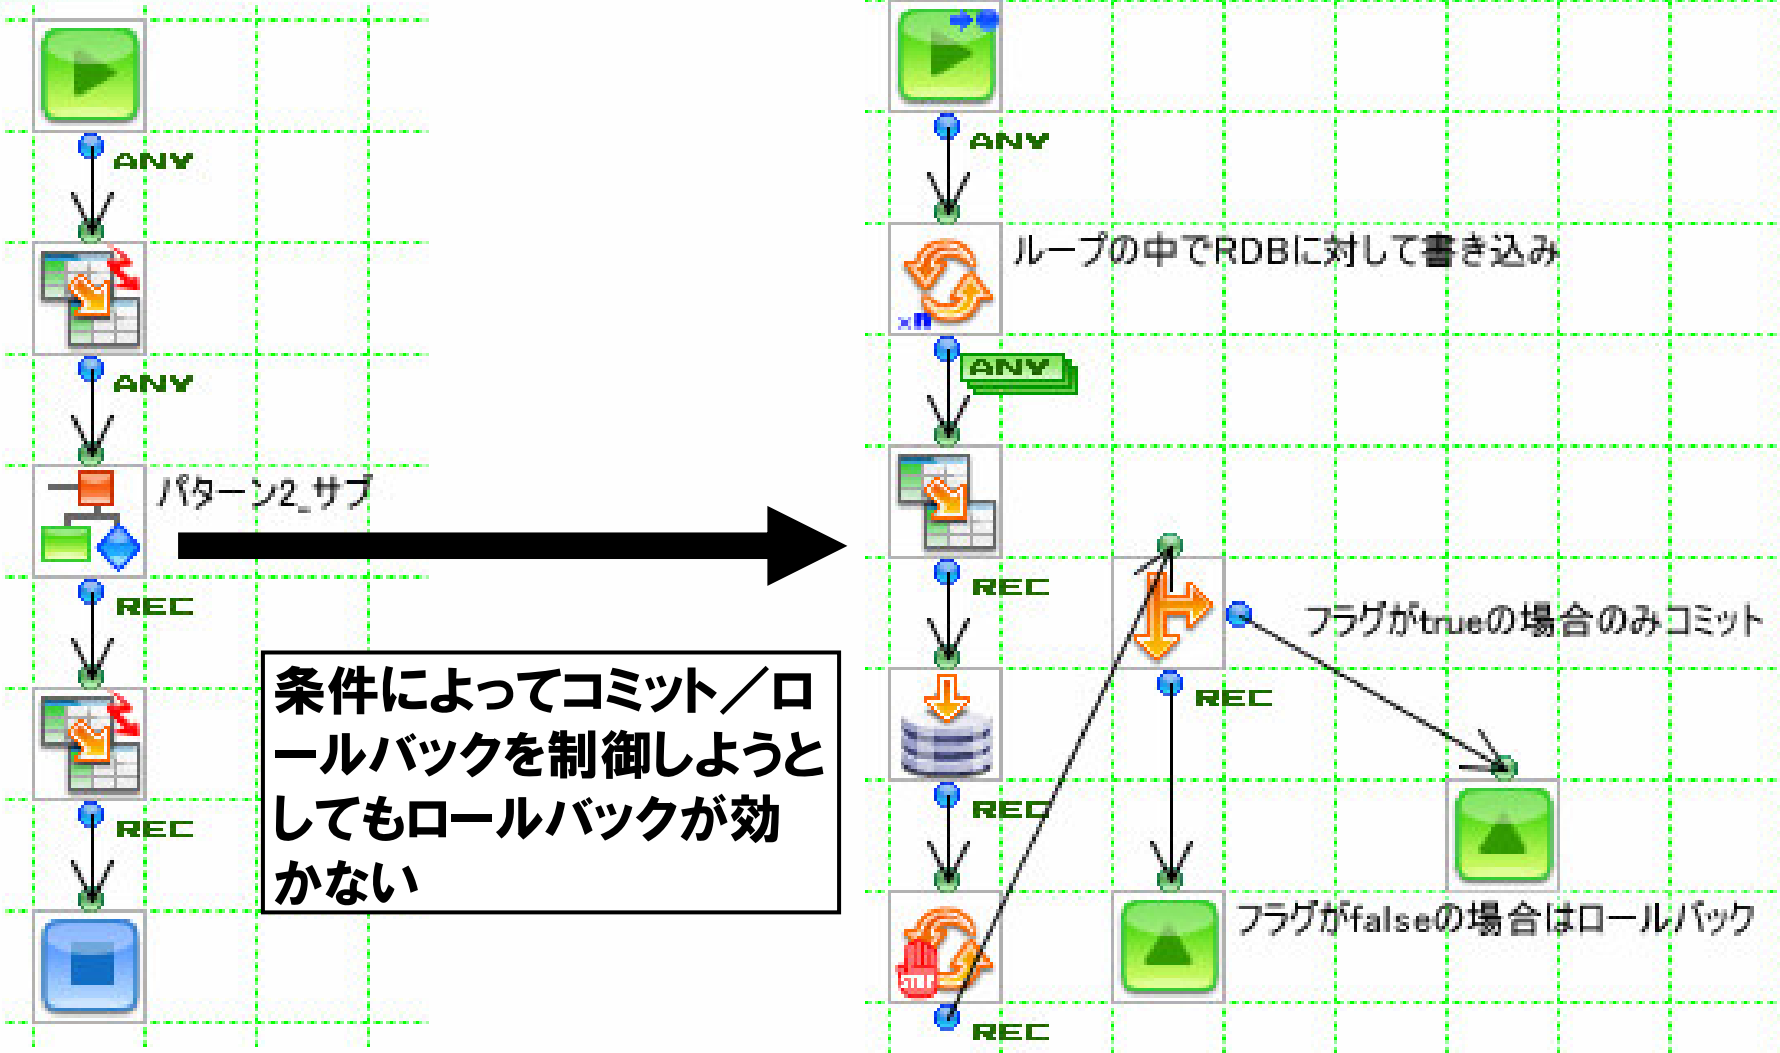 ANY
ANY
パターン2_サブ
REC
REC
条件によってコミット／ロ
ールバックを制御しようと
してもロールバックが効
かない
ANY
ループの中でRDBに対して書き込み
×n
ANY
REC
REC
STOP
REC
フラグがtrueの場合のみコミット
REC
フラグがfalseの場合はロールバック